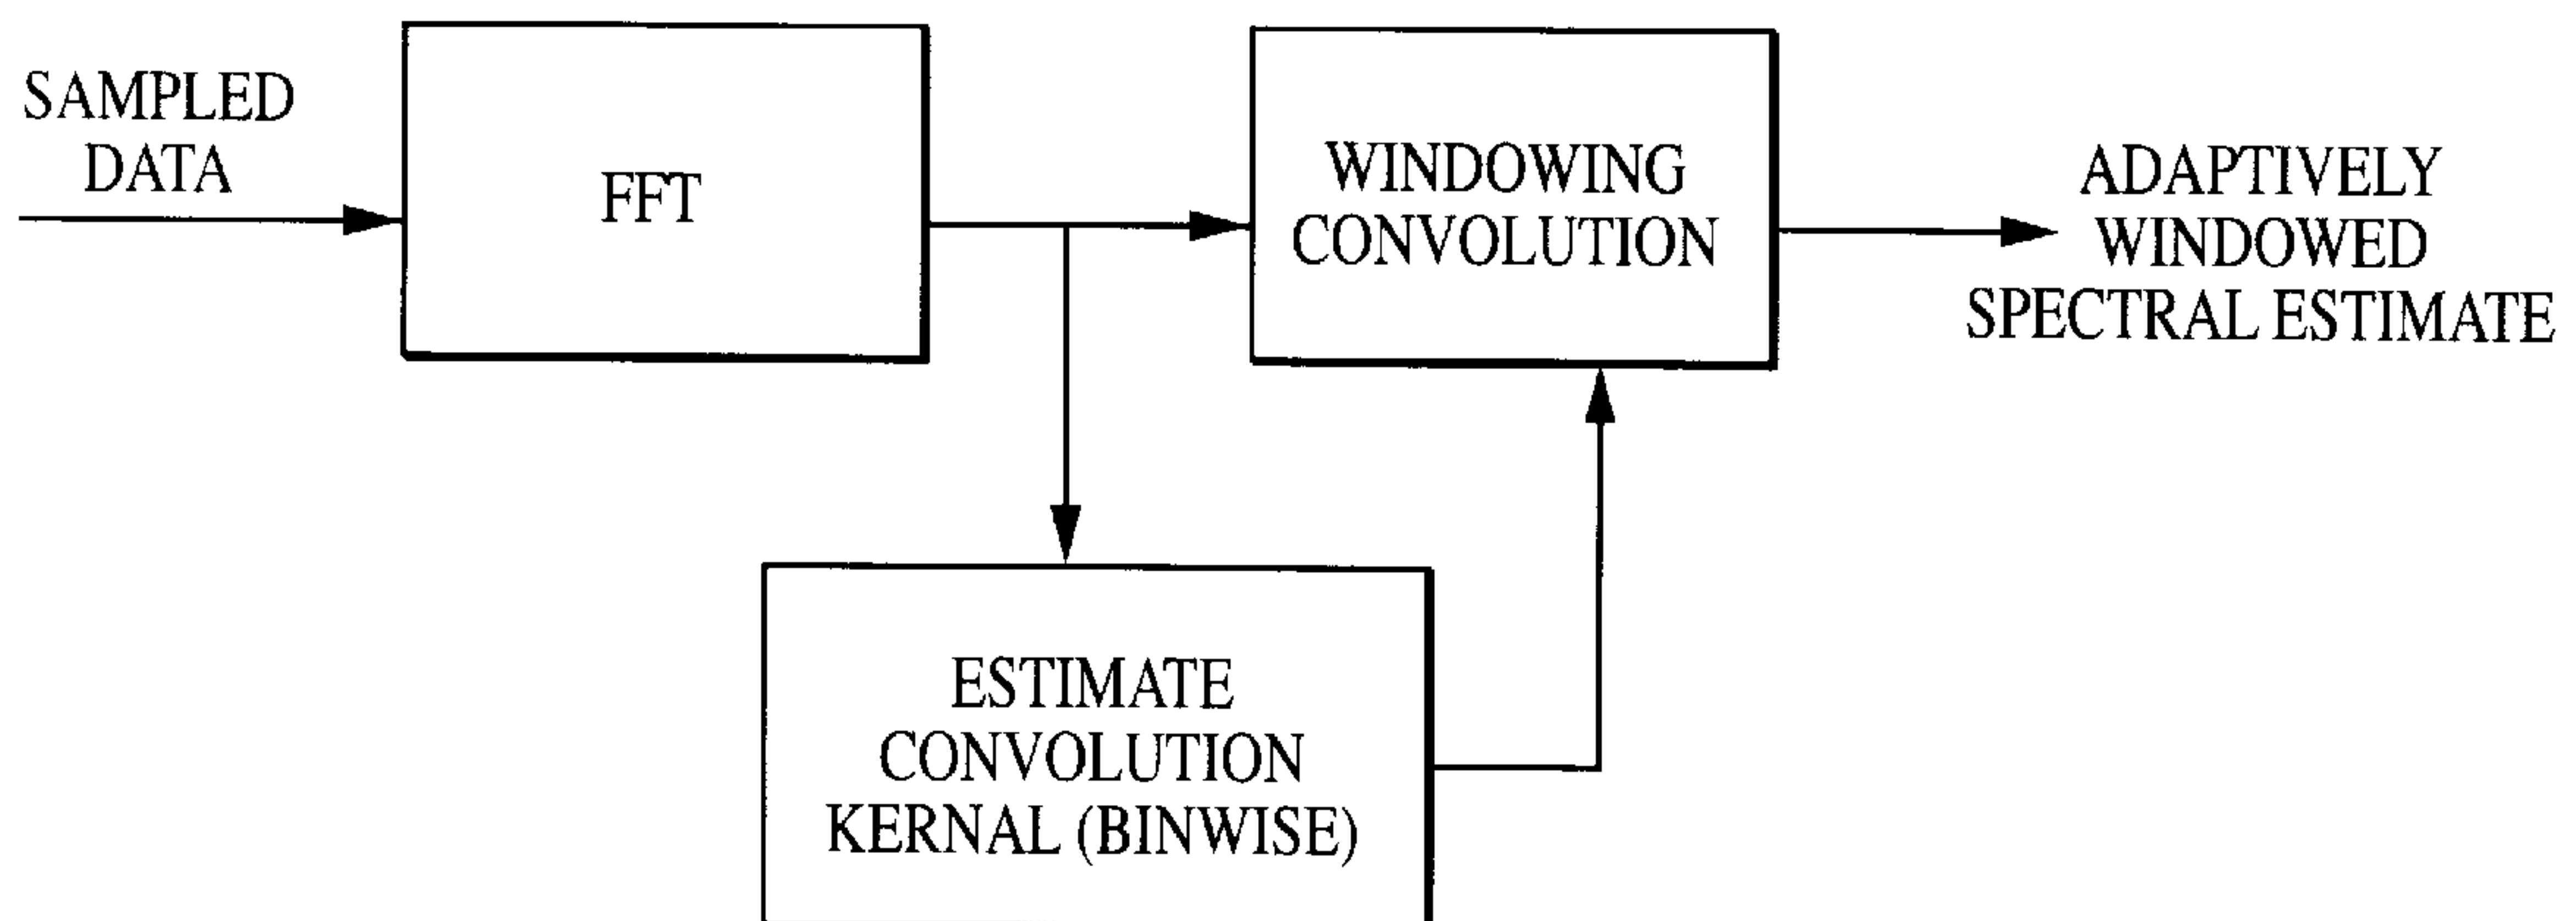 SAMPLED
DATA
FFT
WINDOWING
CONVOLUTION
ADAPTIVELY
WINDOWED
SPECTRAL ESTIMATE
ESTIMATE
CONVOLUTION
KERNAL (BINWISE)